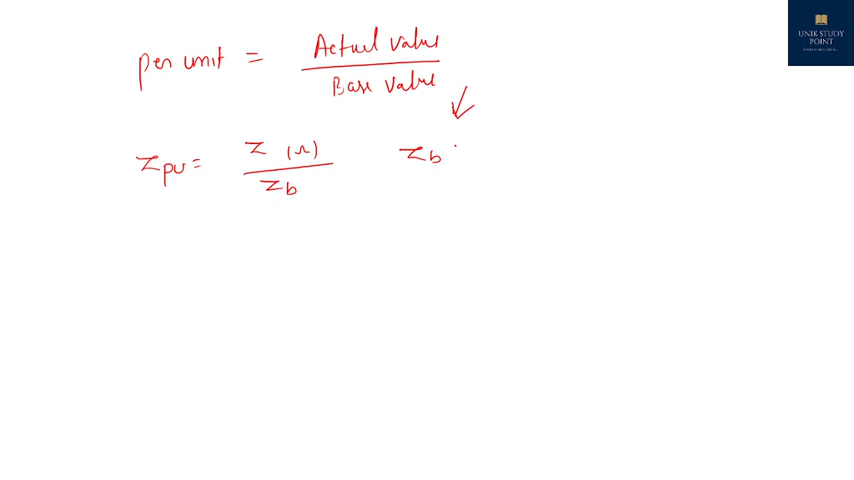 per unit = Actual value / Base value
Zpu = Z (Ω) / Zb
Zb
UNIK STUDY
POINT